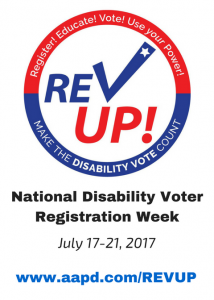 Register! Educate! Vote! Use your Power!
REV
UP!
MAKE THE DISABILITY VOTE COUNT
National Disability Voter
Registration Week
July 17-21, 2017
www.aapd.com/REVUP